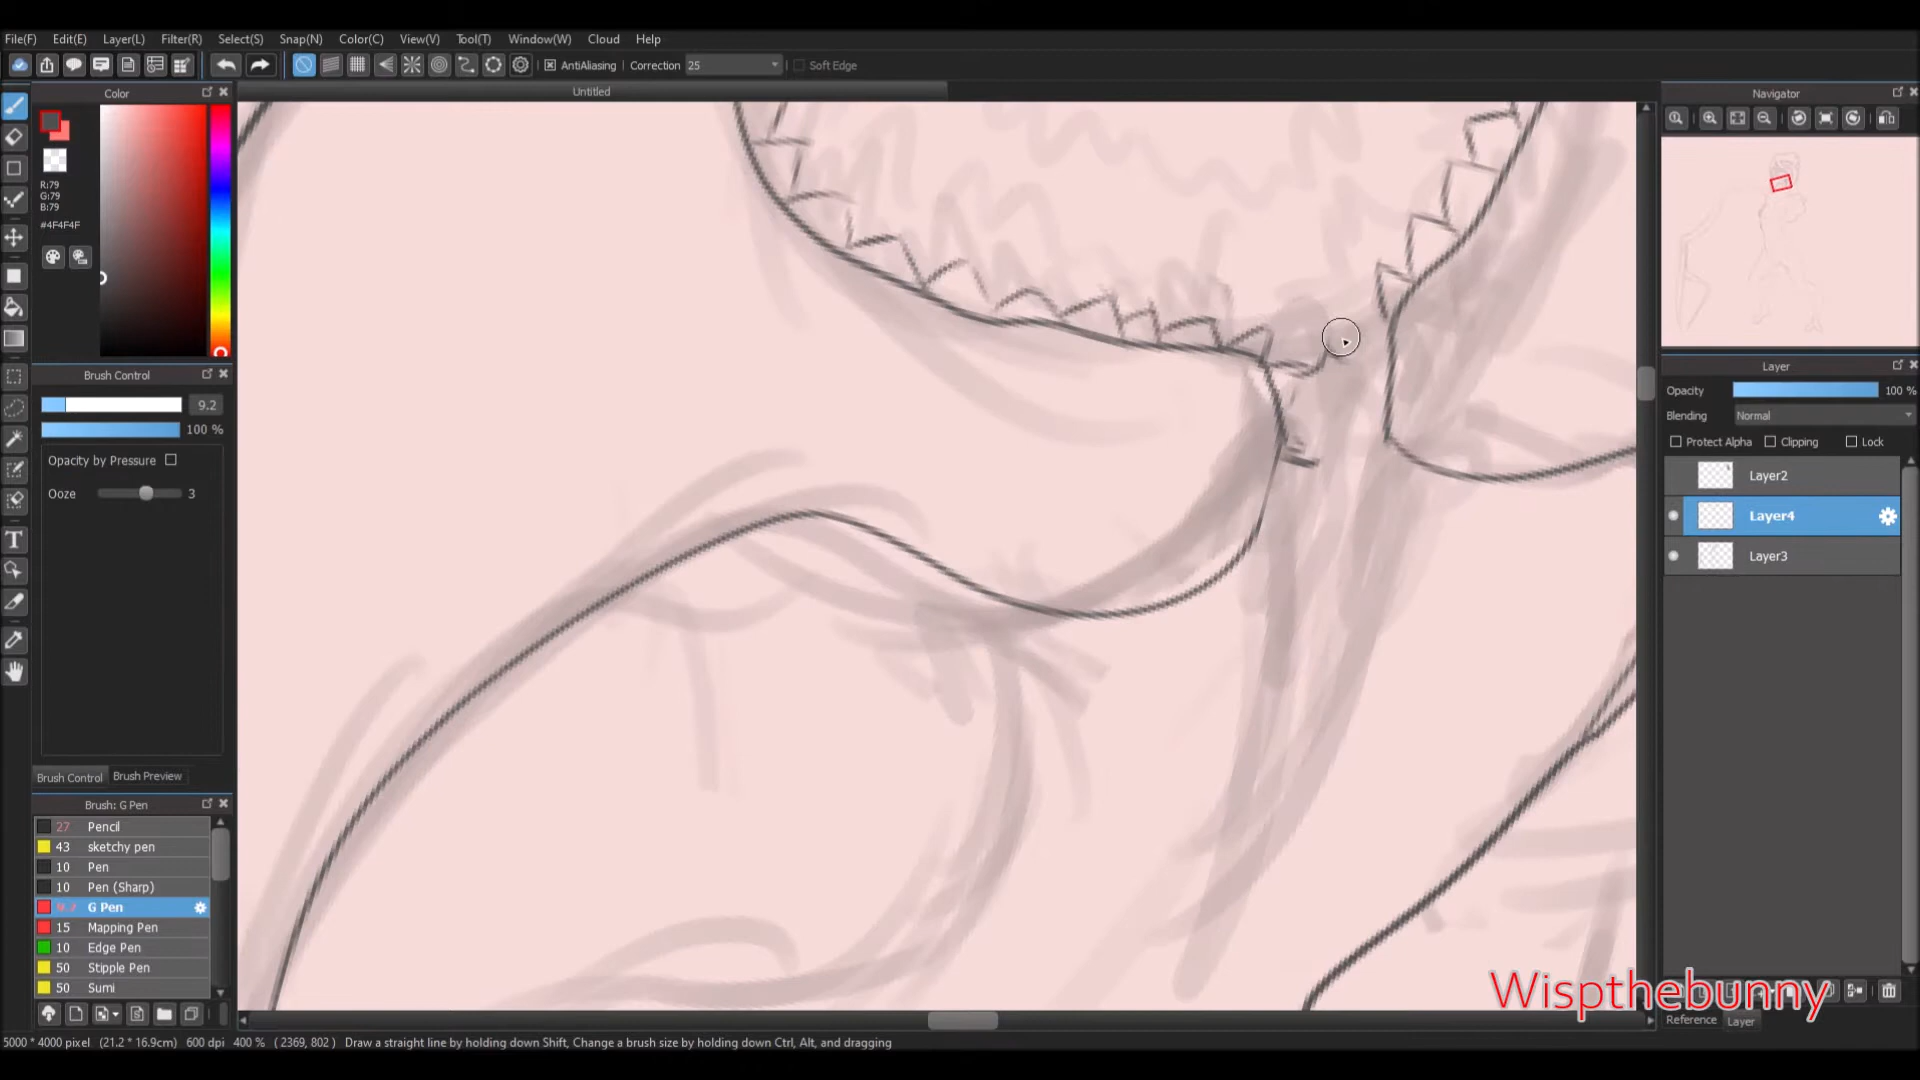 File(F) Edit(E) Layer(L) Filter(R) Select(S) Snap(N) Color(C) View(V) Tool(T) Window(W) Cloud Help
AntiAliasing Correction 25 Soft Edge
Color
Untitled
Navigator
R:79
G:79
B:79
#4F4F4F
Brush Control
9.2
100 %
Opacity by Pressure
Ooze 3
Brush Control Brush Preview
Brush: G Pen
27 Pencil
43 sketchy pen
10 Pen
10 Pen (Sharp)
G Pen
15 Mapping Pen
10 Edge Pen
50 Stipple Pen
50 Sumi
Layer
Opacity 100 %
Blending Normal
Protect Alpha Clipping Lock
Layer2
Layer4
Layer3
Wispthebunny
Reference Layer
5000 * 4000 pixel (21.2 * 16.9cm) 600 dpi 400 % ( 2369, 802 ) Draw a straight line by holding down Shift, Change a brush size by holding down Ctrl, Alt, and dragging